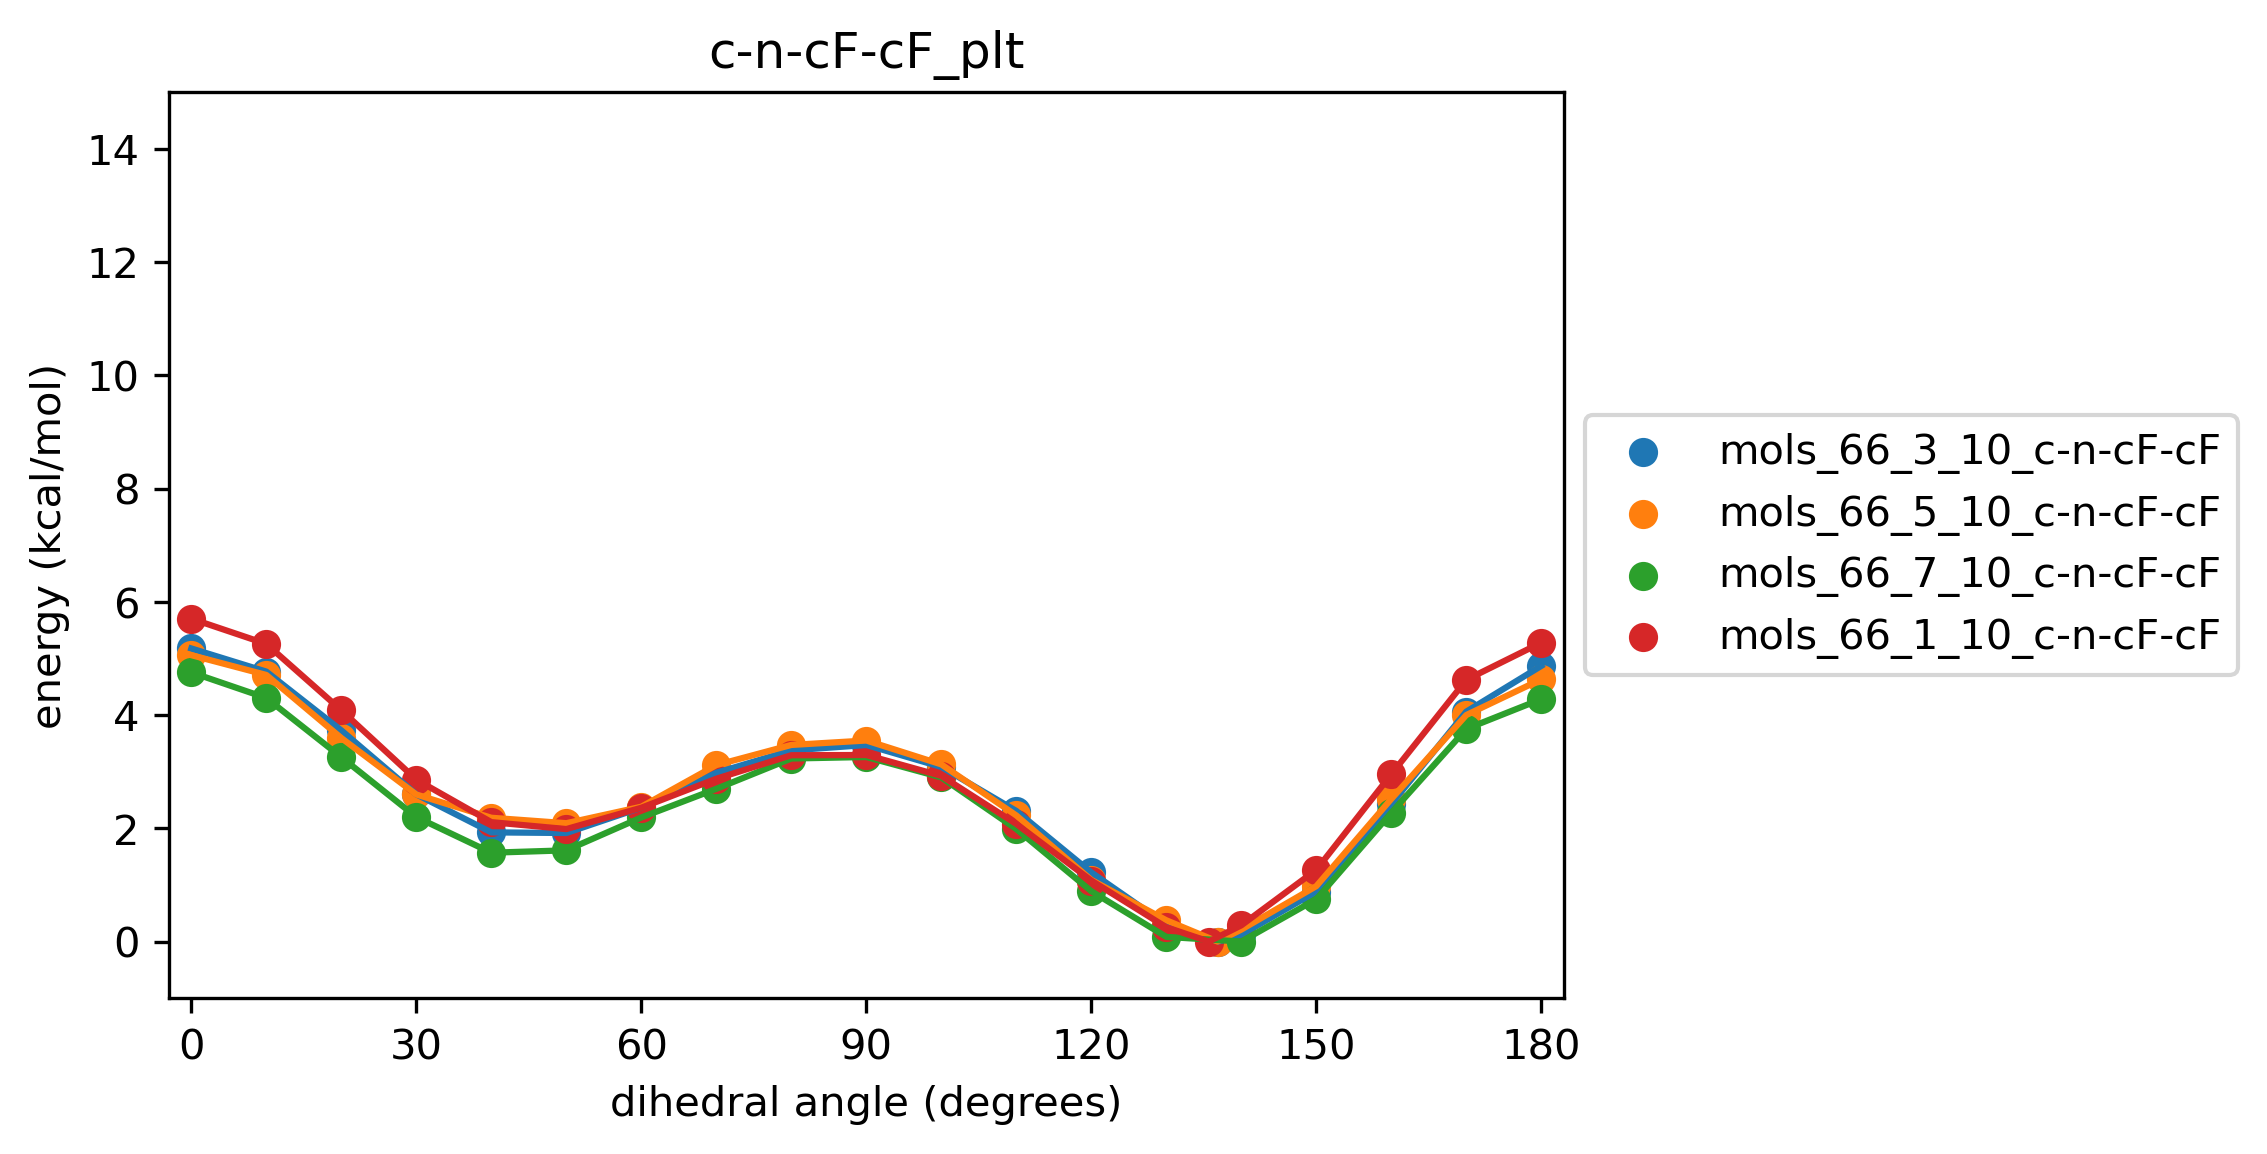 c-n-cF-cF_plt
14
12
10
8
6
4
2
0
energy (kcal/mol)
0 30 60 90 120 150 180
dihedral angle (degrees)
mols_66_3_10_c-n-cF-cF
mols_66_5_10_c-n-cF-cF
mols_66_7_10_c-n-cF-cF
mols_66_1_10_c-n-cF-cF